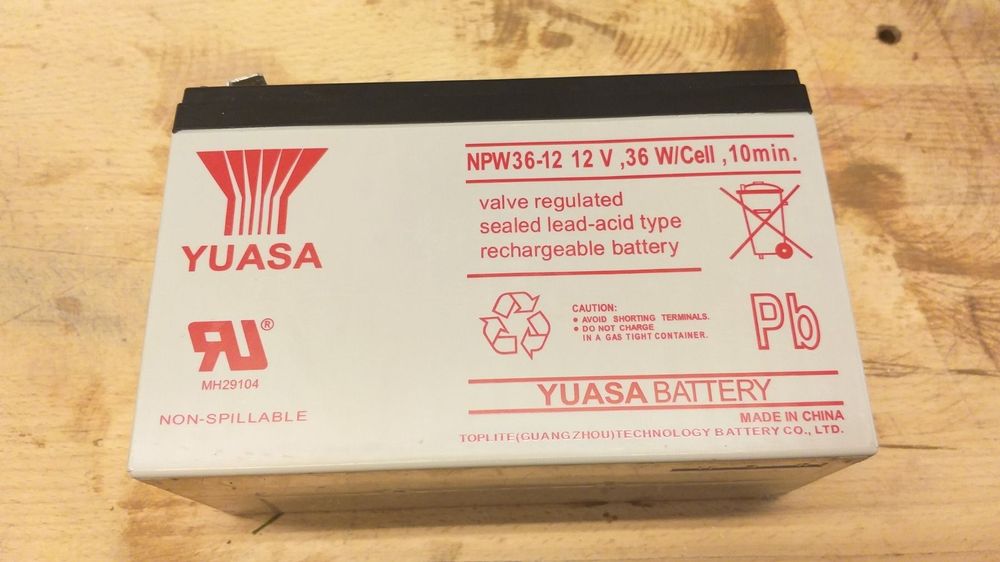 YUASA
NPW36-12 12 V ,36 W/Cell ,10min.
valve regulated
sealed lead-acid type
rechargeable battery
RU®
MH29104
NON-SPILLABLE
CAUTION:
• AVOID SHORTING TERMINALS.
• DO NOT CHARGE
IN A GAS TIGHT CONTAINER.
Pb
YUASA BATTERY
MADE IN CHINA
TOPLITE(GUANGZHOU)TECHNOLOGY BATTERY CO., LTD.